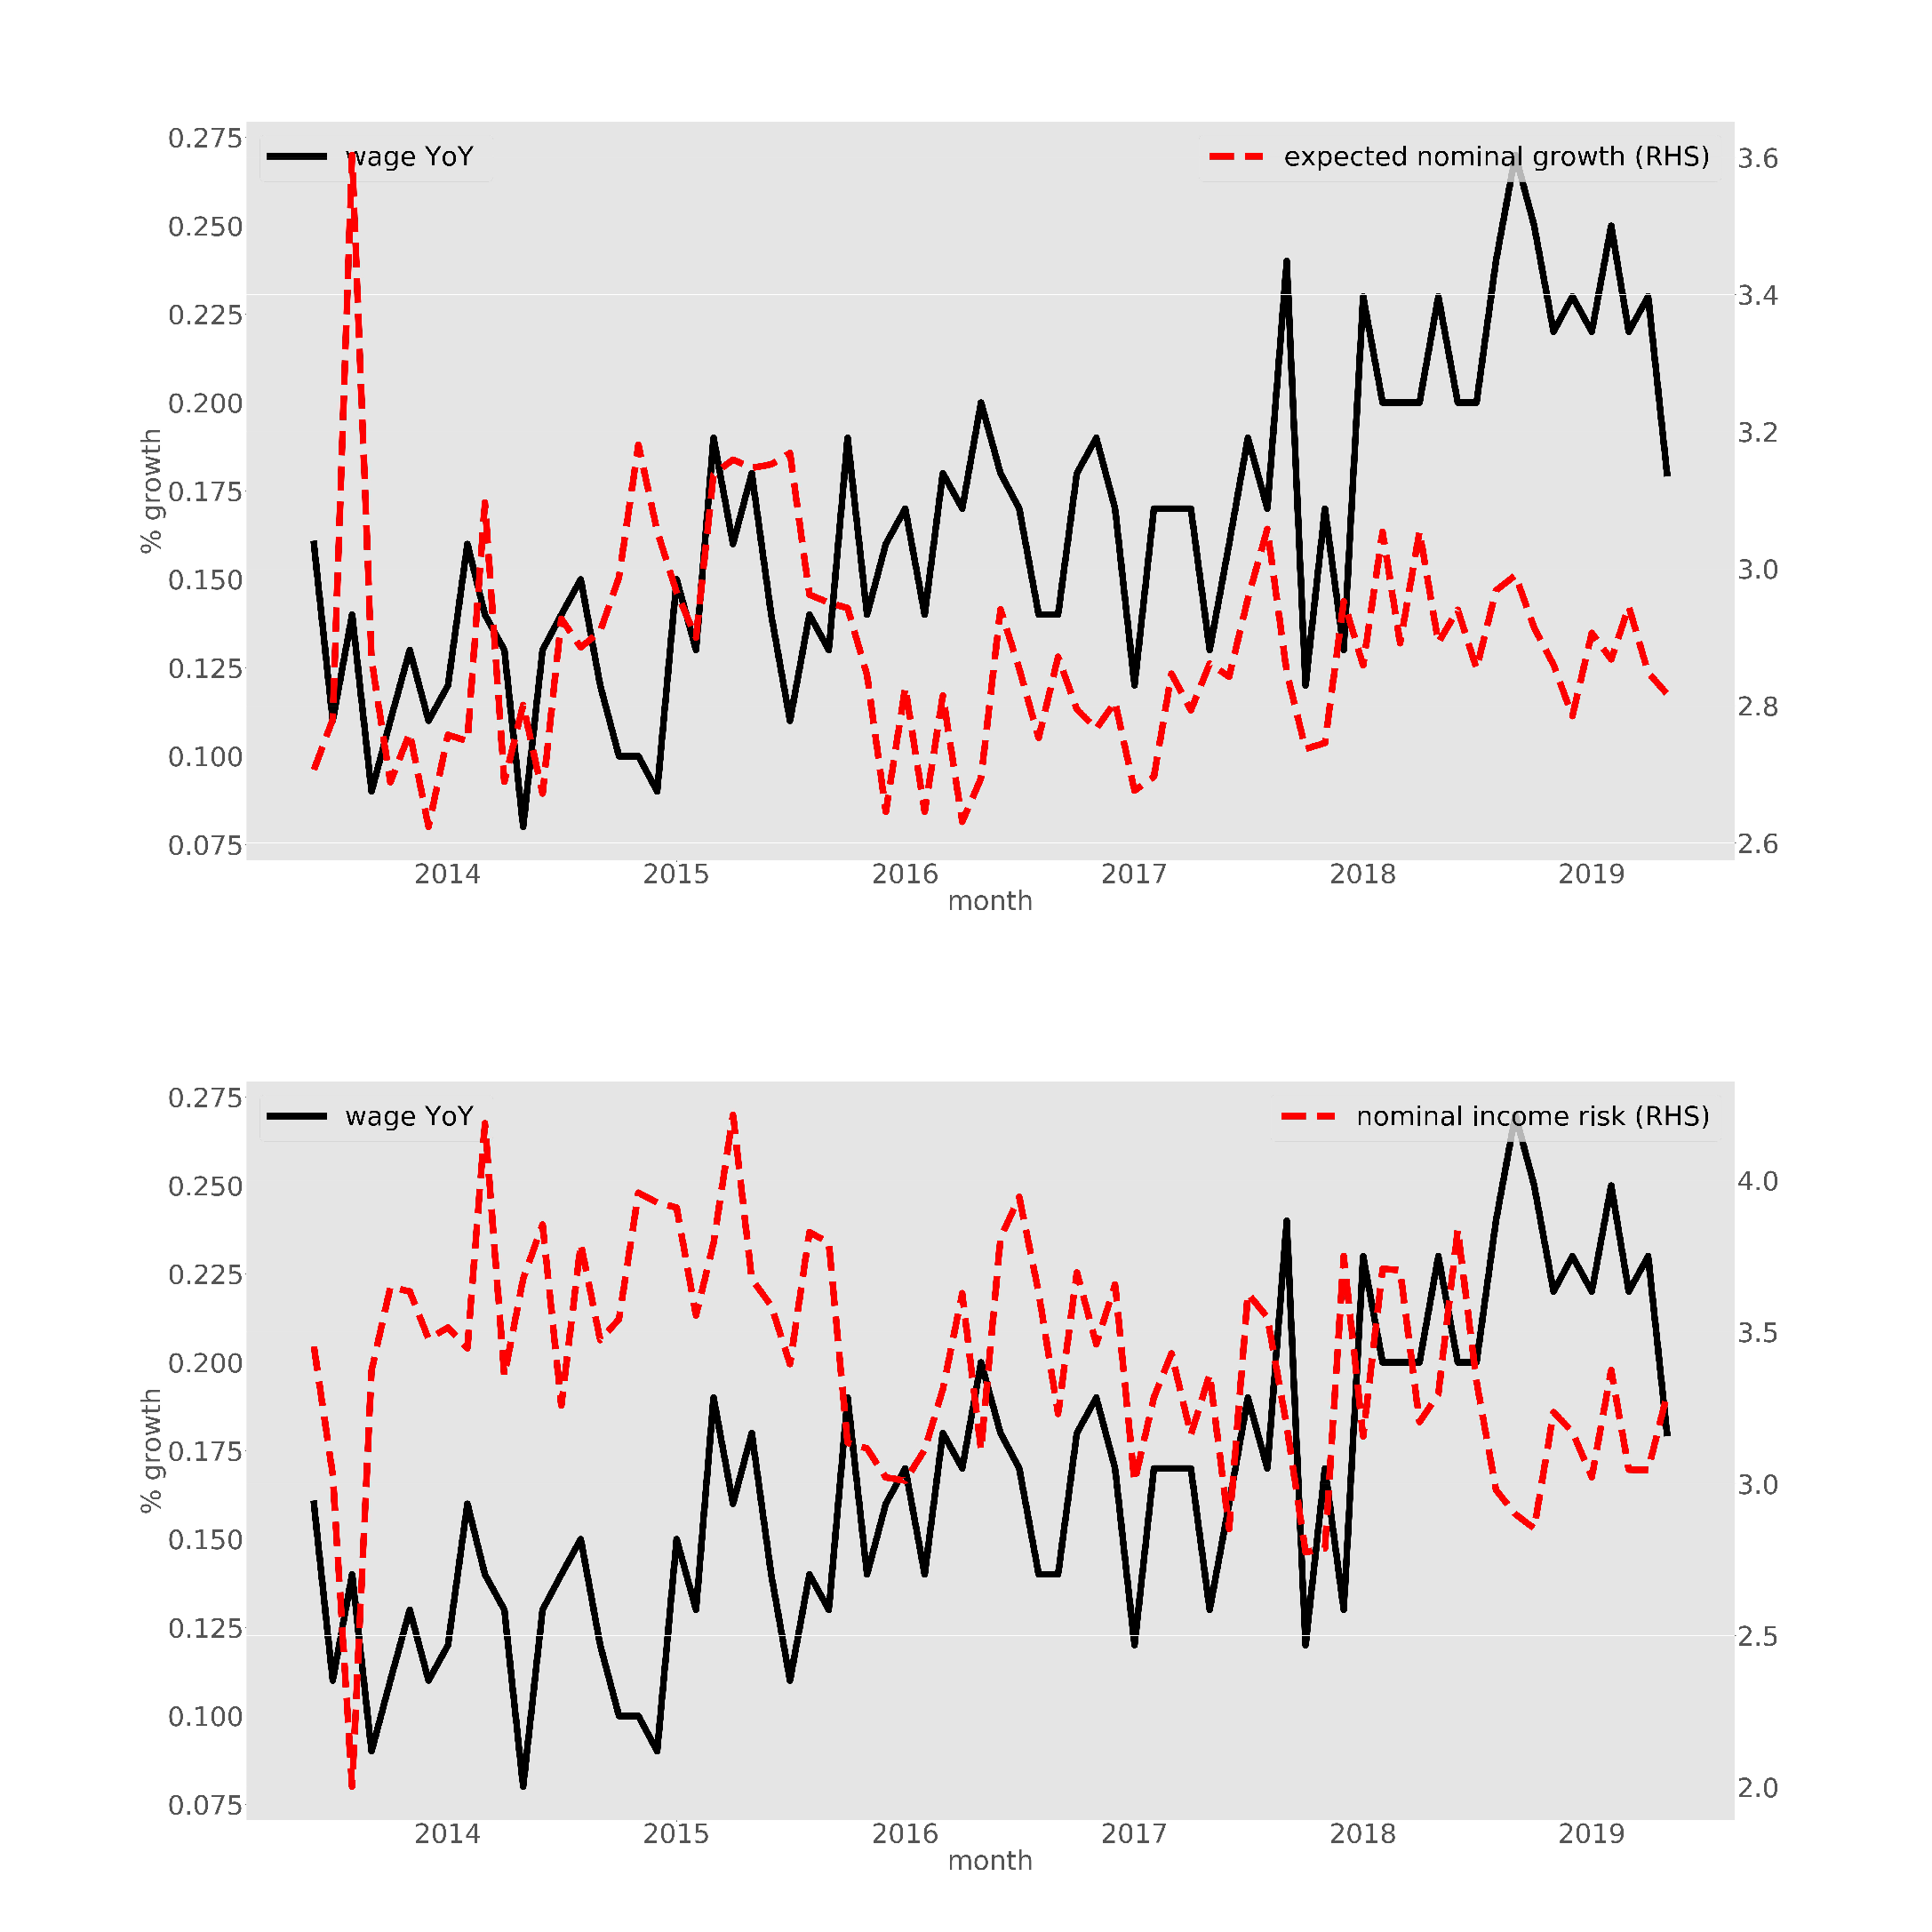 wage YoY
expected nominal growth (RHS)
0.275
0.250
0.225
0.200
0.175
0.150
0.125
0.100
0.075
% growth
3.6
3.4
3.2
3.0
2.8
2.6
2014 2015 2016 2017 2018 2019
month
wage YoY
nominal income risk (RHS)
0.275
0.250
0.225
0.200
0.175
0.150
0.125
0.100
0.075
% growth
4.0
3.5
3.0
2.5
2.0
2014 2015 2016 2017 2018 2019
month